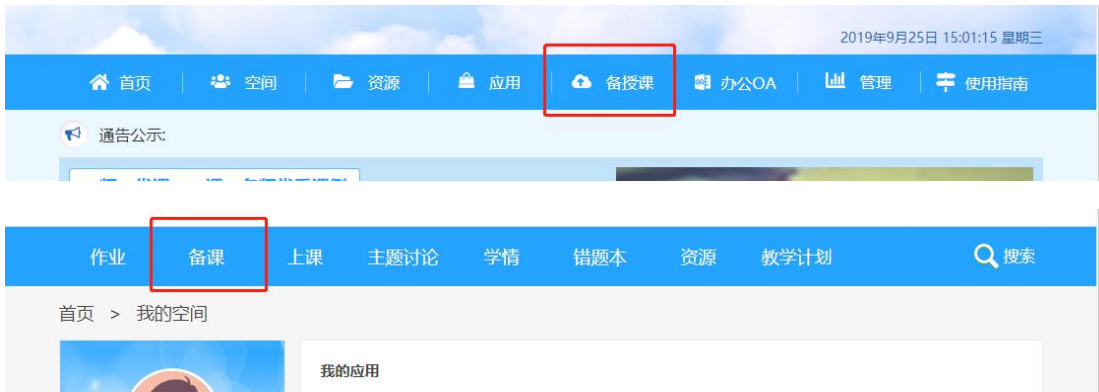 2019年9月25日 15:01:15 星期三
首页 空间 资源 应用 备授课 办公OA 管理 使用指南
通告公示:
作业 备课 上课 主题讨论 学情 错题本 资源 教学计划 搜索
首页 > 我的空间
我的应用